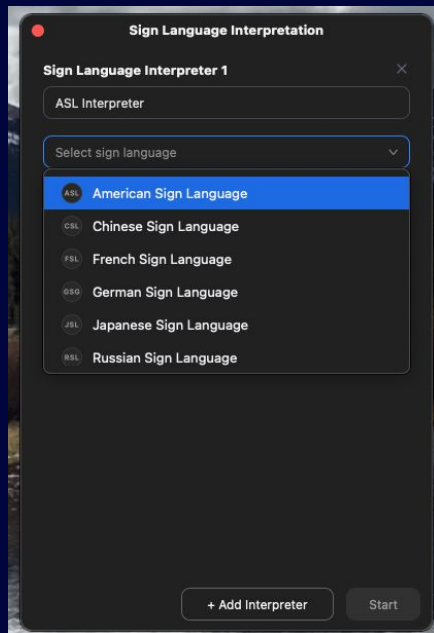 Sign Language Interpretation
Sign Language Interpreter 1
ASL Interpreter
Select sign language
ASL American Sign Language
CSL Chinese Sign Language
FSL French Sign Language
GSG German Sign Language
JSL Japanese Sign Language
RSL Russian Sign Language
+ Add Interpreter Start